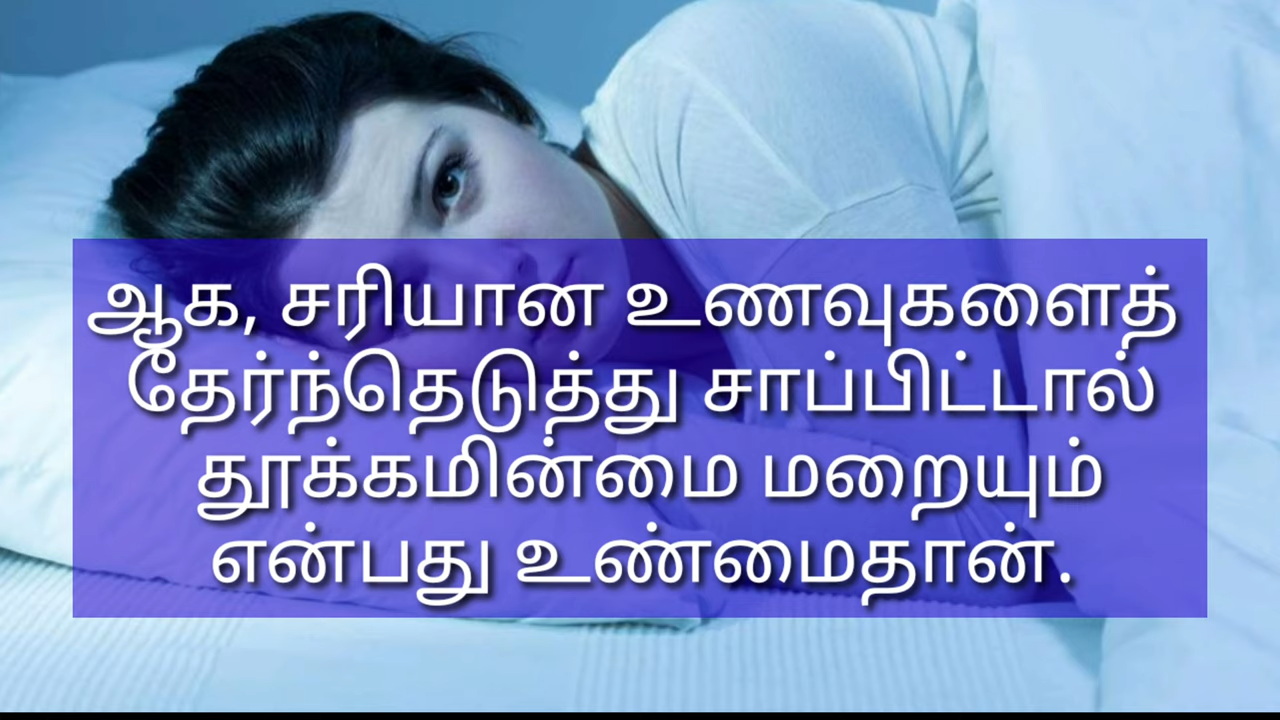 ஆக, சரியான உணவுகளைத்
தேர்ந்தெடுத்து சாப்பிட்டால்
தூக்கமின்மை மறையும்
என்பது உண்மைதான்.